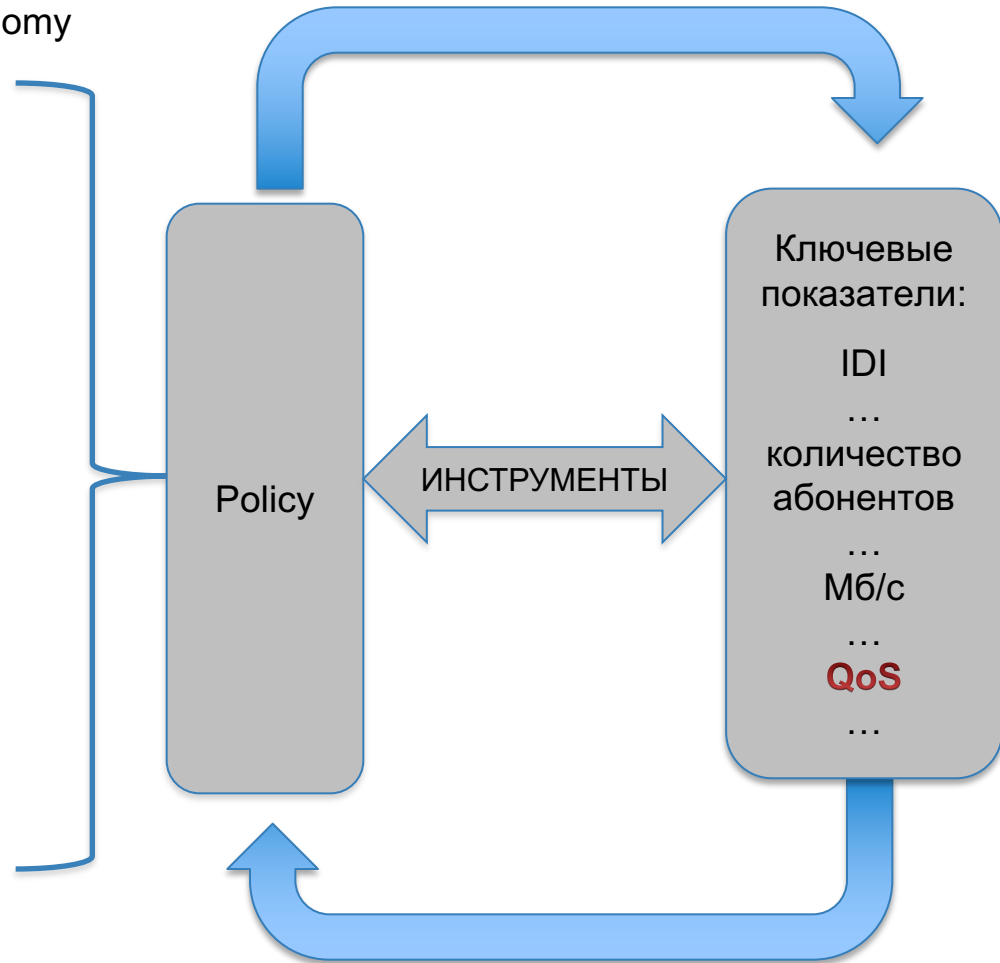 omy
Policy
ИНСТРУМЕНТЫ
Ключевые
показатели:
IDI
…
количество
абонентов
…
Мб/с
…
QoS
…